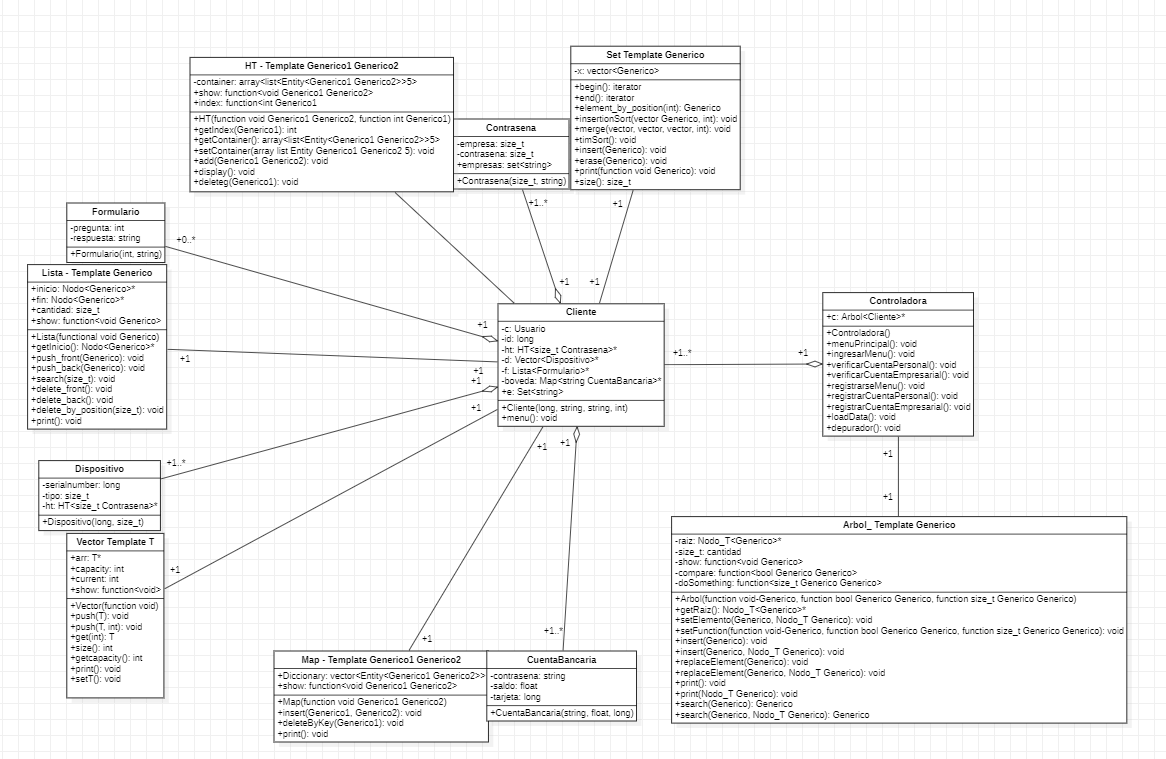 HT - Template Generico1 Generico2
-container: array<list<Entity<Generico1 Generico2>>5>
+show: function<void Generico1 Generico2>
+index: function<int Generico1
+HT(function void Generico1 Generico2, function int Generico1)
+getIndex(Generico1): int
+getContainer(): array<list<Entity<Generico1 Generico2>>5>
+setContainer(array list Entity Generico1 Generico2 5): void
+add(Generico1 Generico2): void
+display(): void
+deleteg(Generico1): void
Contrasena
-empresa: size_t
-contrasena: size_t
+empresas: set<string>
+Contrasena(size_t, string)
Set Template Generico
-x: vector<Generico>
+begin(): iterator
+end(): iterator
+element_by_position(int): Generico
+insertionSort(vector Generico, int): void
+merge(vector, vector, vector, int): void
+timSort(): void
+insert(Generico): void
+erase(Generico): void
+print(function void Generico): void
+size(): size_t
+1..*
+1
+1
+1
Formulario
-pregunta: int
-respuesta: string
+Formulario(int, string)
+0..*
+1
Lista - Template Generico
+inicio: Nodo<Generico>*
+fin: Nodo<Generico>*
+cantidad: size_t
+show: function<void Generico>
+Lista(functional void Generico)
+getInicio(): Nodo<Generico>*
+push_front(Generico): void
+push_back(Generico): void
+search(size_t): void
+delete_front(): void
+delete_back(): void
+delete_by_position(size_t): void
+print(): void
+1
+1
Cliente
-c: Usuario
-id: long
-ht: HT<size_t Contrasena>*
-d: Vector<Dispositivo>*
-f: Lista<Formulario>*
-boveda: Map<string CuentaBancaria>*
+e: Set<string>
+Cliente(long, string, string, int)
+menu(): void
+1..*
+1
Controladora
+c: Arbol<Cliente>*
+Controladora()
+menuPrincipal(): void
+ingresarMenu(): void
+verificarCuentaPersonal(): void
+verificarCuentaEmpresarial(): void
+registrarseMenu(): void
+registrarCuentaPersonal(): void
+registrarCuentaEmpresarial(): void
+loadData(): void
+depurador(): void
+1
+1
+1
+1
+1..*
Dispositivo
-serialnumber: long
-tipo: size_t
-ht: HT<size_t Contrasena>*
+Dispositivo(long, size_t)
Vector Template T
+arr: T*
+capacity: int
+current: int
+show: function<void>
+Vector(function void)
+push(T): void
+push(T, int): void
+get(int): T
+size(): int
+getcapacity(): int
+print(): void
+setT(): void
+1
+1
+1
+1
+1..*
Map - Template Generico1 Generico2
+Diccionary: vector<Entity<Generico1 Generico2>>
+show: function<void Generico1 Generico2>
+Map(function void Generico1 Generico2)
+insert(Generico1, Generico2): void
+deleteByKey(Generico1): void
+print(): void
CuentaBancaria
-contrasena: string
-saldo: float
-tarjeta: long
+CuentaBancaria(string, float, long)
Arbol_ Template Generico
-raiz: Nodo_T<Generico>*
-size_t: cantidad
-show: function<void Generico>
-compare: function<bool Generico Generico>
-doSomething: function<size_t Generico Generico>
+Arbol(function void-Generico, function bool Generico Generico, function size_t Generico Generico)
+getRaiz(): Nodo_T<Generico>*
+setElemento(Generico, Nodo_T Generico): void
+setFunction(function void-Generico, function bool Generico Generico, function size_t Generico Generico): void
+insert(Generico): void
+insert(Generico, Nodo_T Generico): void
+replaceElement(Generico): void
+replaceElement(Generico, Nodo_T Generico): void
+print(): void
+print(Nodo_T Generico): void
+search(Generico): Generico
+search(Generico, Nodo_T Generico): Generico